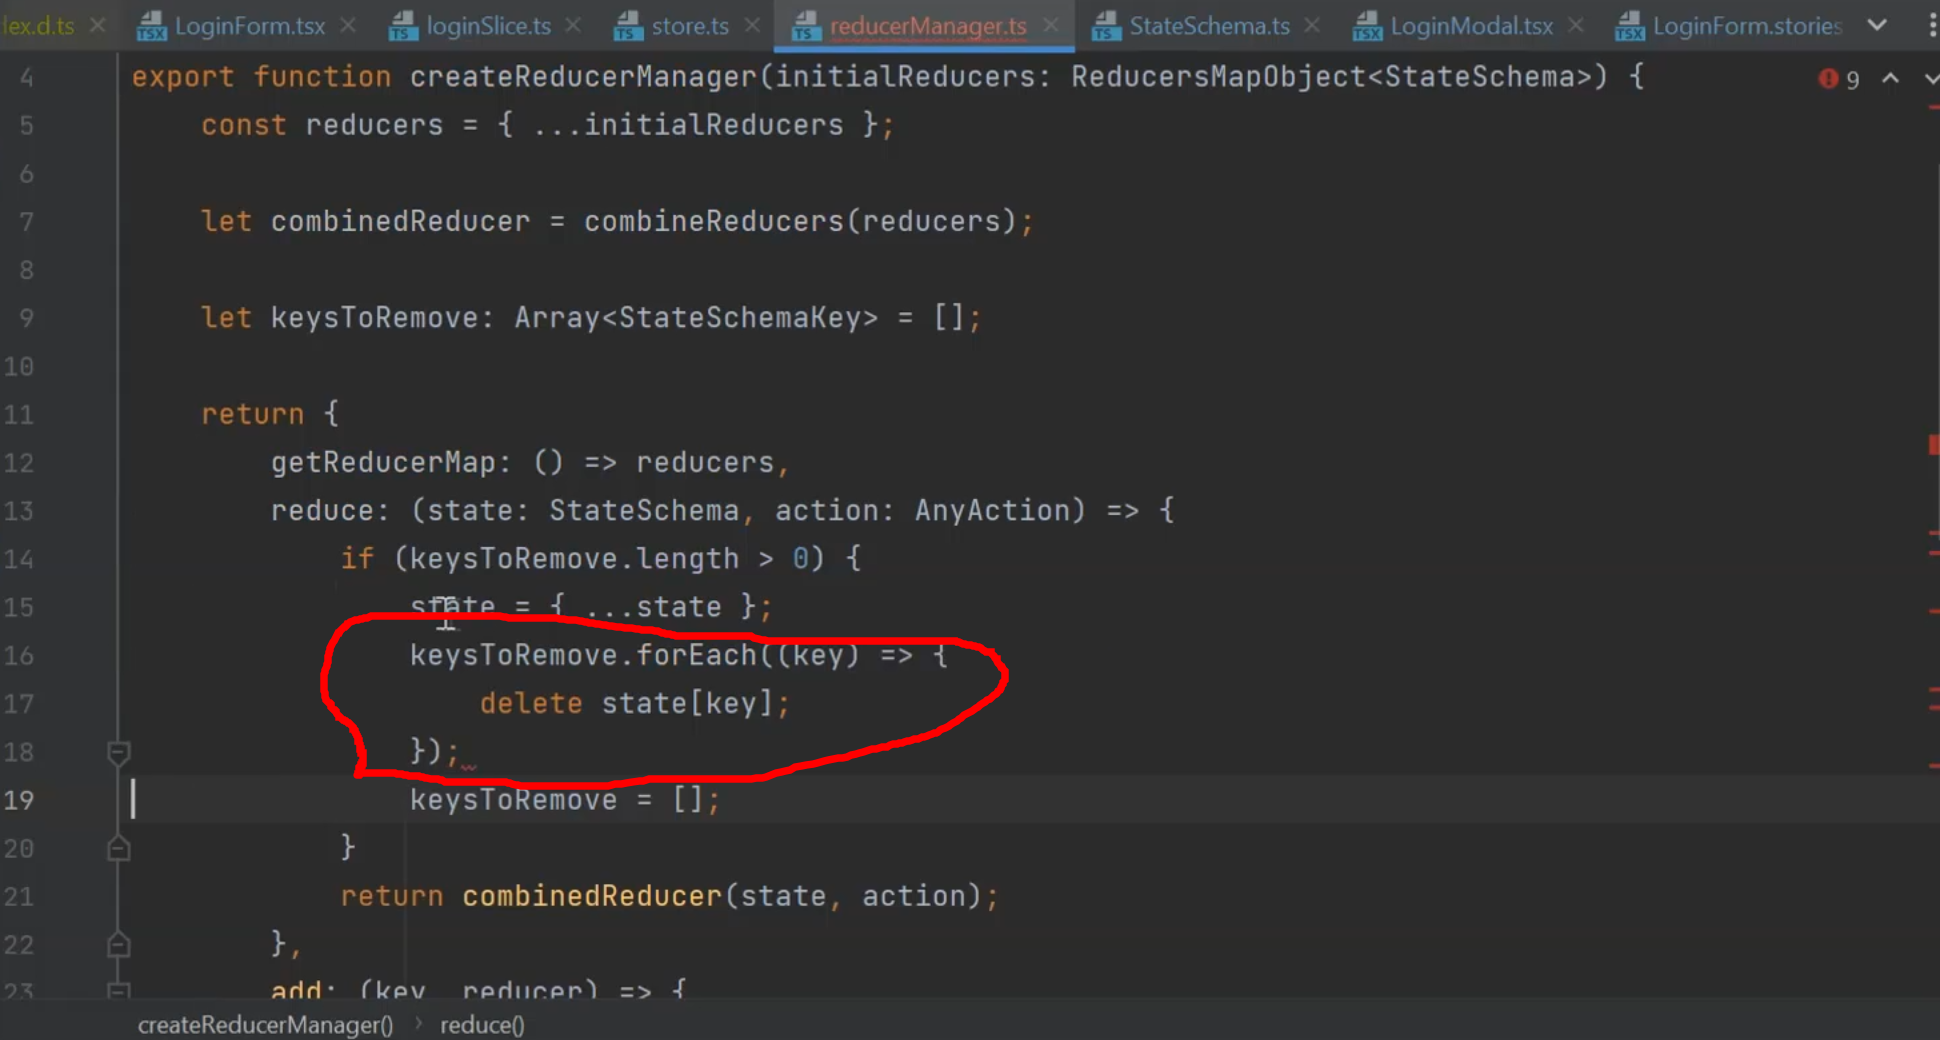 lex.d.ts LoginForm.tsx loginSlice.ts store.ts reducerManager.ts StateSchema.ts LoginModal.tsx LoginForm.stories
4 export function createReducerManager(initialReducers: ReducersMapObject<StateSchema>) { 9
5 const reducers = { ...initialReducers };
6
7 let combinedReducer = combineReducers(reducers);
8
9 let keysToRemove: Array<StateSchemaKey> = [];
10
11 return {
12 getReducerMap: () => reducers,
13 reduce: (state: StateSchema, action: AnyAction) => {
14 if (keysToRemove.length > 0) {
15 state = { ...state };
16 keysToRemove.forEach((key) => {
17 delete state[key];
18 });
19 keysToRemove = [];
20 }
21 return combinedReducer(state, action);
22 },
23 add: (key, reducer) => {
createReducerManager() › reduce()